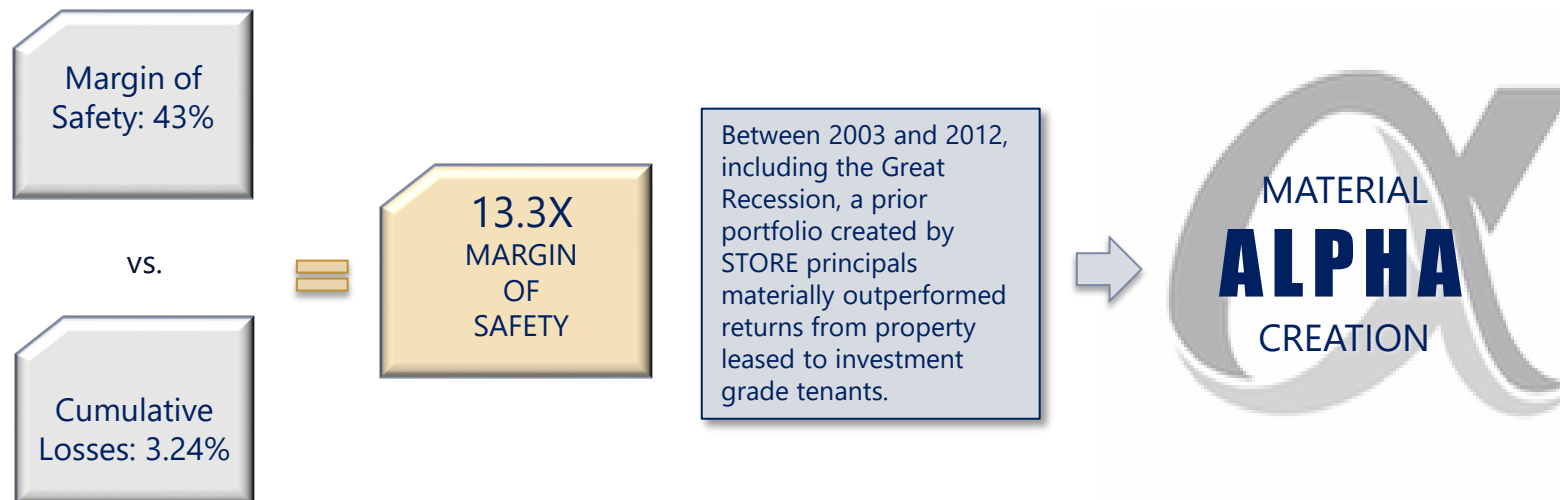 Margin of
Safety: 43%
vs.
Cumulative
Losses: 3.24%
13.3X
MARGIN
OF
SAFETY
Between 2003 and 2012,
including the Great
Recession, a prior
portfolio created by
STORE principals
materially outperformed
returns from property
leased to investment
grade tenants.
MATERIAL
ALPHA
CREATION